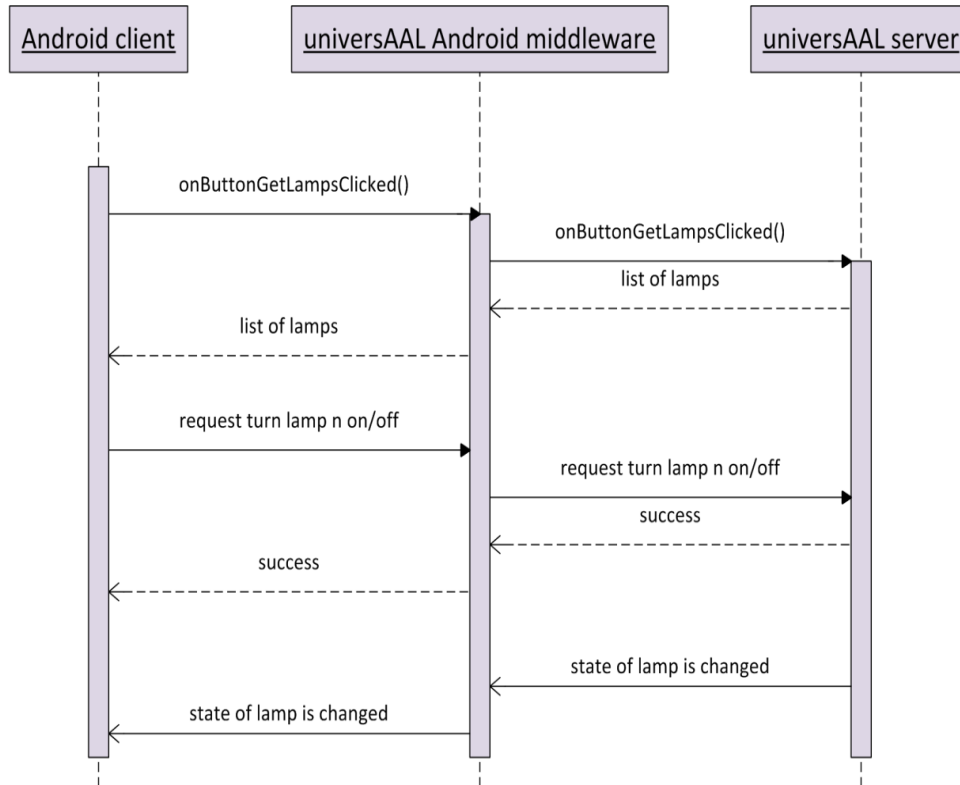 Android client
universAAL Android middleware
universAAL server
onButtonGetLampsClicked()
onButtonGetLampsClicked()
list of lamps
list of lamps
request turn lamp n on/off
request turn lamp n on/off
success
success
state of lamp is changed
state of lamp is changed